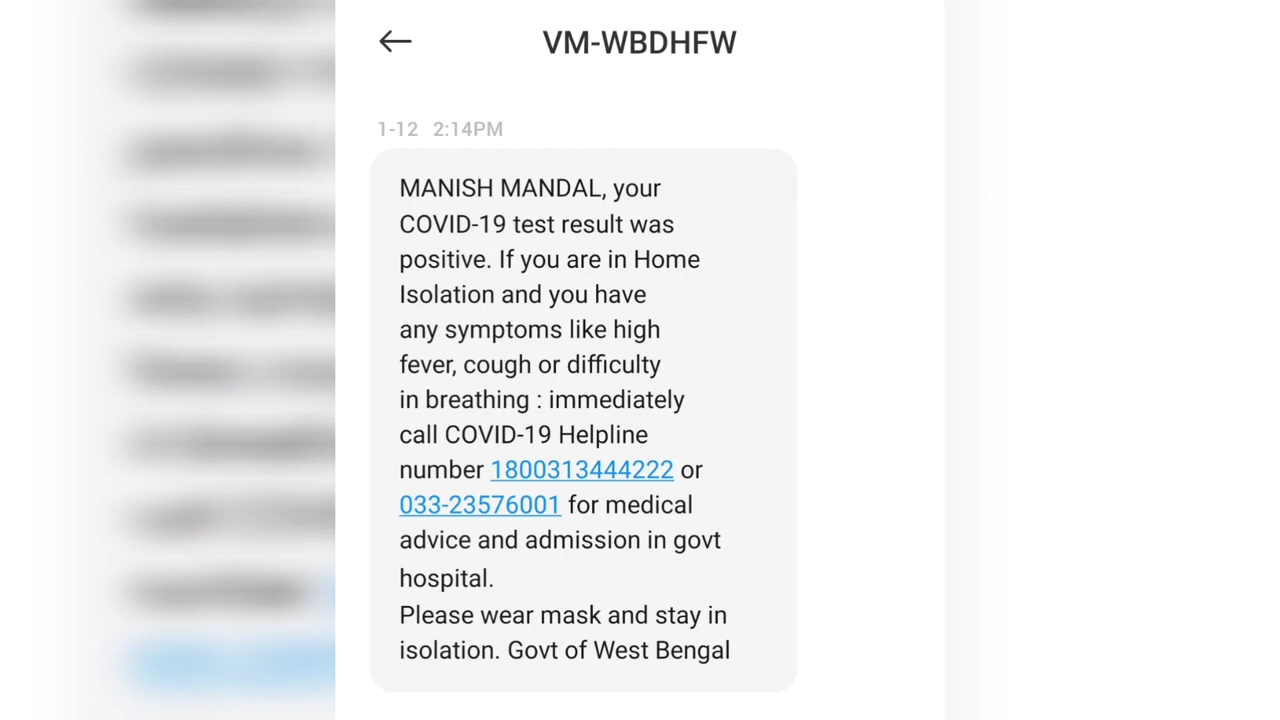 VM-WBDHFW
1-12 2:14PM
MANISH MANDAL, your
COVID-19 test result was
positive. If you are in Home
Isolation and you have
any symptoms like high
fever, cough or difficulty
in breathing : immediately
call COVID-19 Helpline
number 1800313444222 or
033-23576001 for medical
advice and admission in govt
hospital.
Please wear mask and stay in
isolation. Govt of West Bengal